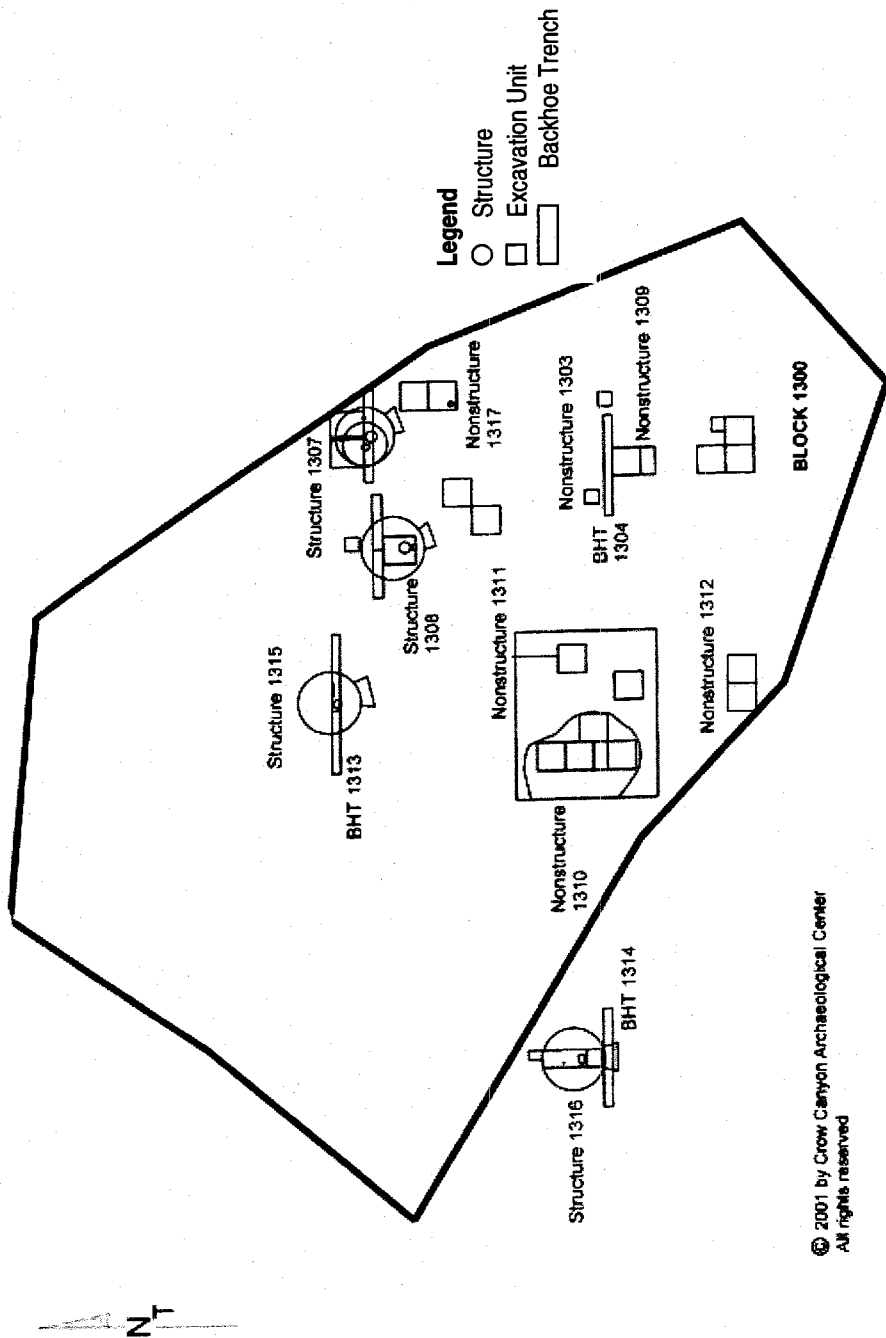 N
T
Structure 1315
BHT 1313
Structure 1307
Structure
1308
Nonstructure
1317
Legend
Structure
Excavation Unit
Backhoe Trench
Nonstructure 1311
Nonstructure 1303
Nonstructure 1309
BHT
1304
Nonstructure
1310
Nonstructure 1312
BLOCK 1300
Structure 1316
BHT 1314
© 2001 by Crow Canyon Archaeological Center
All rights reserved